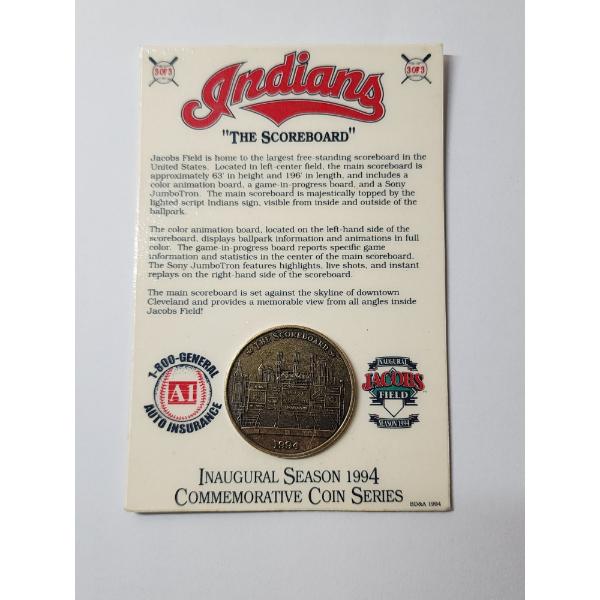 3 OF 3
3 OF 3
Indians
"THE SCOREBOARD"
Jacobs Field is home to the largest free-standing scoreboard in the
United States. Located in left-center field, the main scoreboard is
approximately 63' in height and 196' in length, and includes a
color animation board, a game-in-progress board, and a Sony
JumboTron. The main scoreboard is majestically topped by the
lighted script Indians sign, visible from inside and outside of the
ballpark.
The color animation board, located on the left-hand side of the
scoreboard, displays ballpark information and animations in full
color. The game-in-progress board reports specific game
information and statistics in the center of the main scoreboard.
The Sony JumboTron features highlights, live shots, and instant
replays on the right-hand side of the scoreboard.
The main scoreboard is set against the skyline of downtown
Cleveland and provides a memorable view from all angles inside
Jacobs Field!
1-800-GENERAL
AI
AUTO INSURANCE
THE SCOREBOARD
1994
INAUGURAL
JACOBS
FIELD
SEASON 1994
INAUGURAL SEASON 1994
COMMEMORATIVE COIN SERIES
BD&A 1994